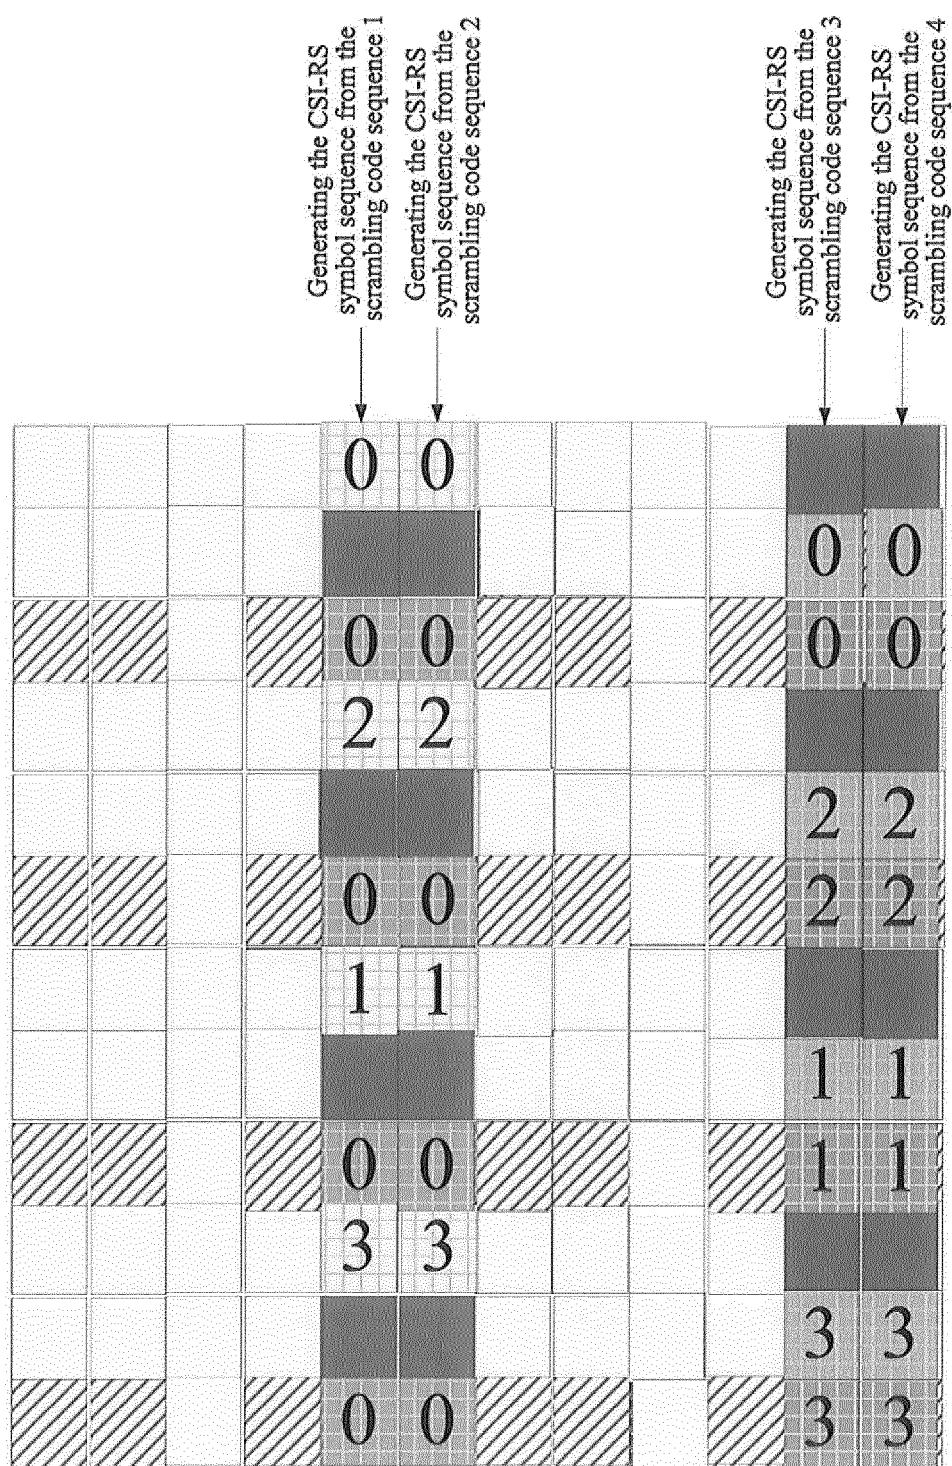 Generating the CSI-RS
symbol sequence from the
scrambling code sequence 1
Generating the CSI-RS
symbol sequence from the
scrambling code sequence 2
Generating the CSI-RS
symbol sequence from the
scrambling code sequence 3
Generating the CSI-RS
symbol sequence from the
scrambling code sequence 4
0 0
0 0
0 0 0 0
2 2
2 2
0 0 2 2
1 1
1 1
0 0 1 1
3 3
3 3
0 0 3 3